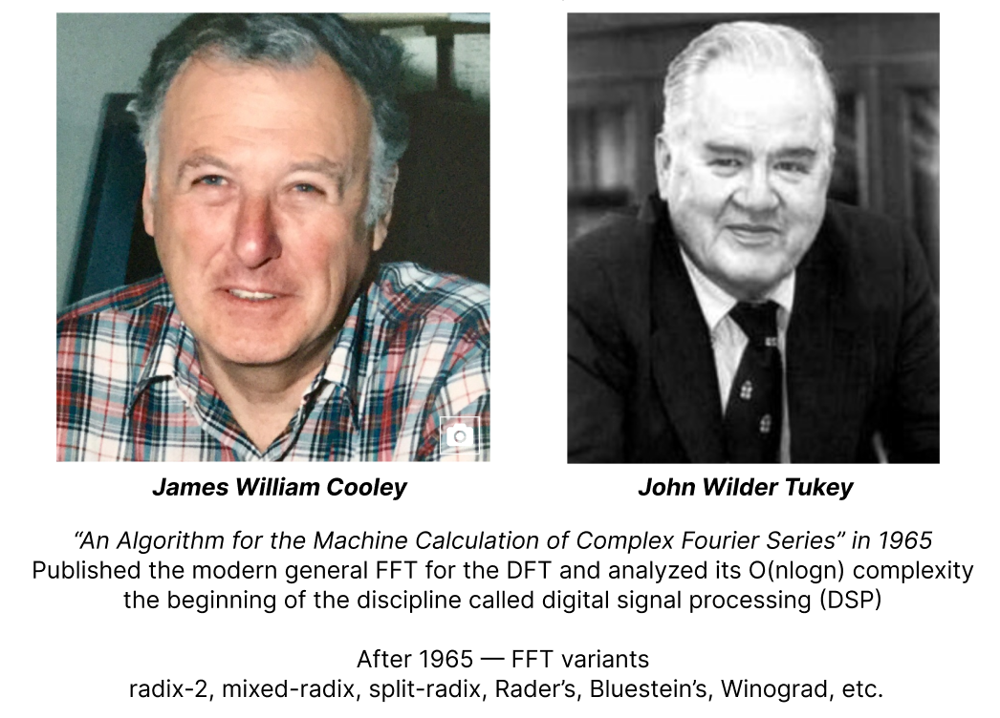 James William Cooley
John Wilder Tukey
“An Algorithm for the Machine Calculation of Complex Fourier Series” in 1965
Published the modern general FFT for the DFT and analyzed its O(nlogn) complexity
the beginning of the discipline called digital signal processing (DSP)
After 1965 — FFT variants
radix-2, mixed-radix, split-radix, Rader’s, Bluestein’s, Winograd, etc.